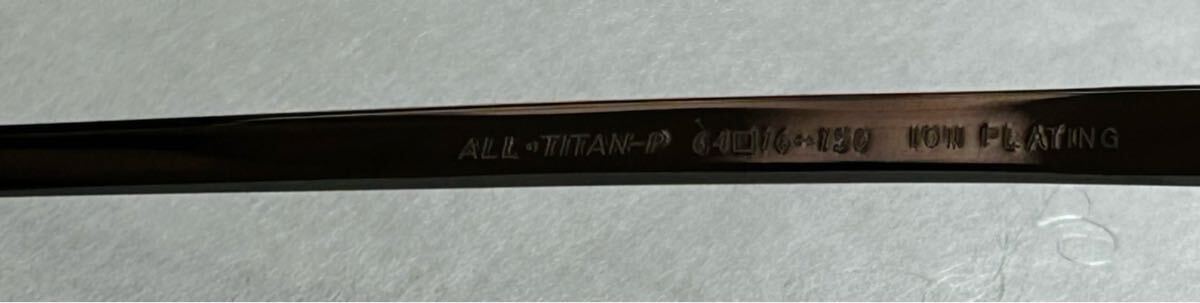 ALL-TITAN-P 64□16-150 ION PLATING